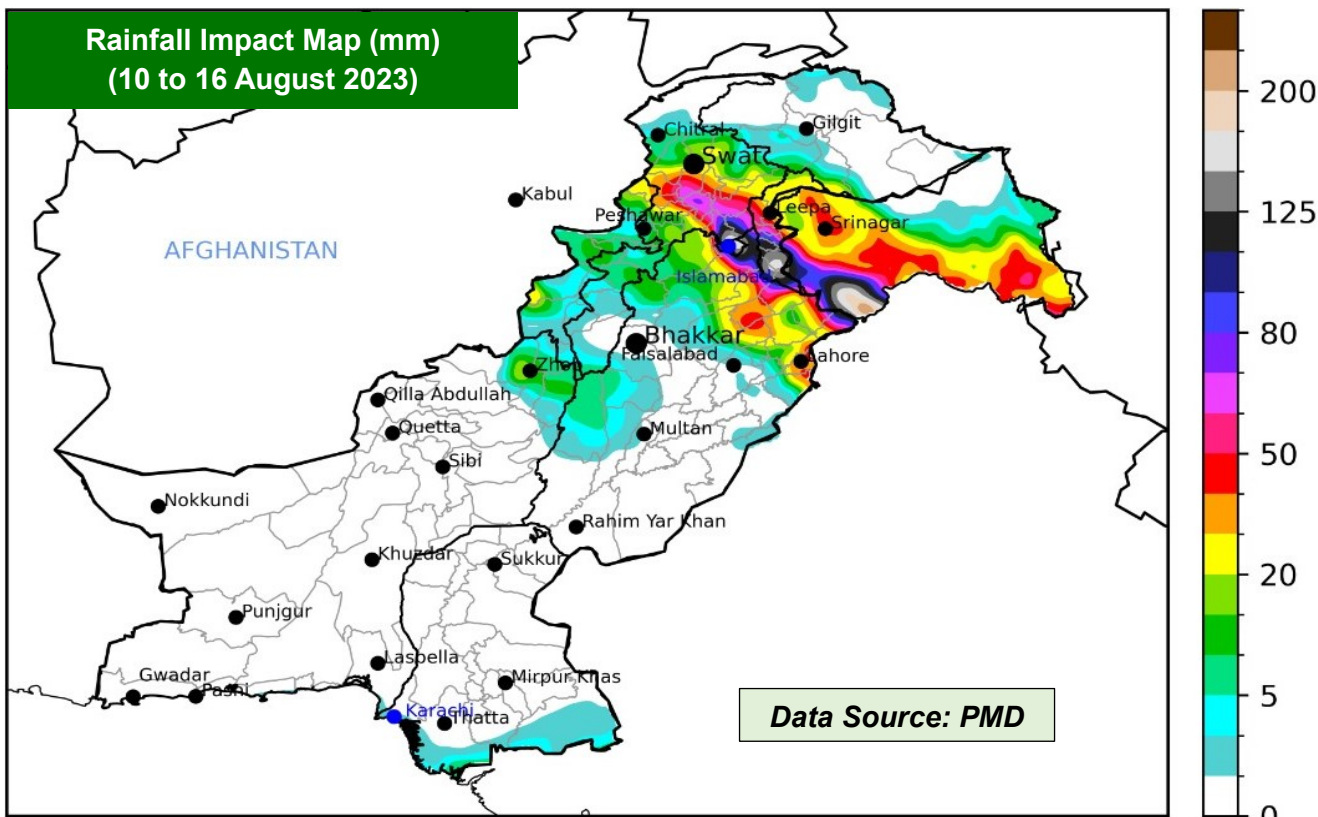 Rainfall Impact Map (mm)
(10 to 16 August 2023)
Chitral
Gilgit
Swat
Kabul
Leepa
Peshawar
Srinagar
AFGHANISTAN
Islamabad
Bhakkar
Faisalabad
Lahore
Zhob
Qilla Abdullah
Quetta
Multan
Sibi
Nokkundi
Rahim Yar Khan
Khuzdar
Sukkur
Punjgur
Lasbella
Gwadar
Pasni
Mirpur Khas
Karachi
Thatta
Data Source: PMD
200
125
80
50
20
5
0